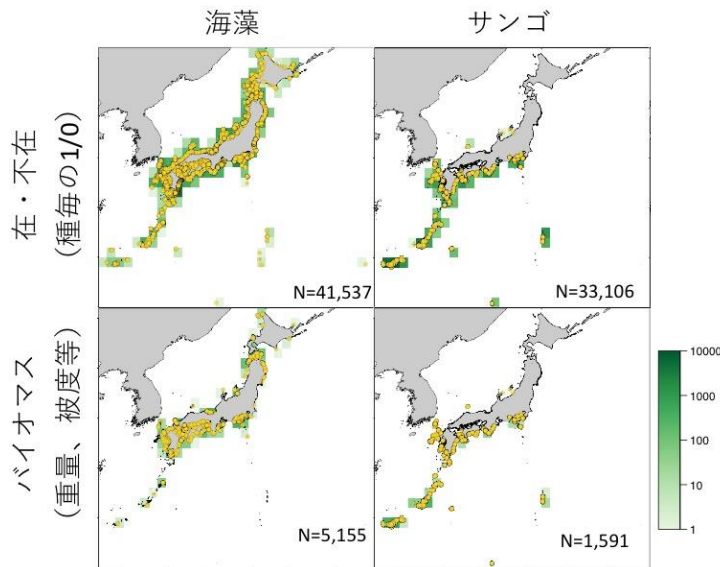 海藻
サンゴ
在・不在
(種毎の1/0)
N=41,537
N=33,106
バイオマス
(重量、被度等)
N=5,155
N=1,591
10000
1000
100
10
1